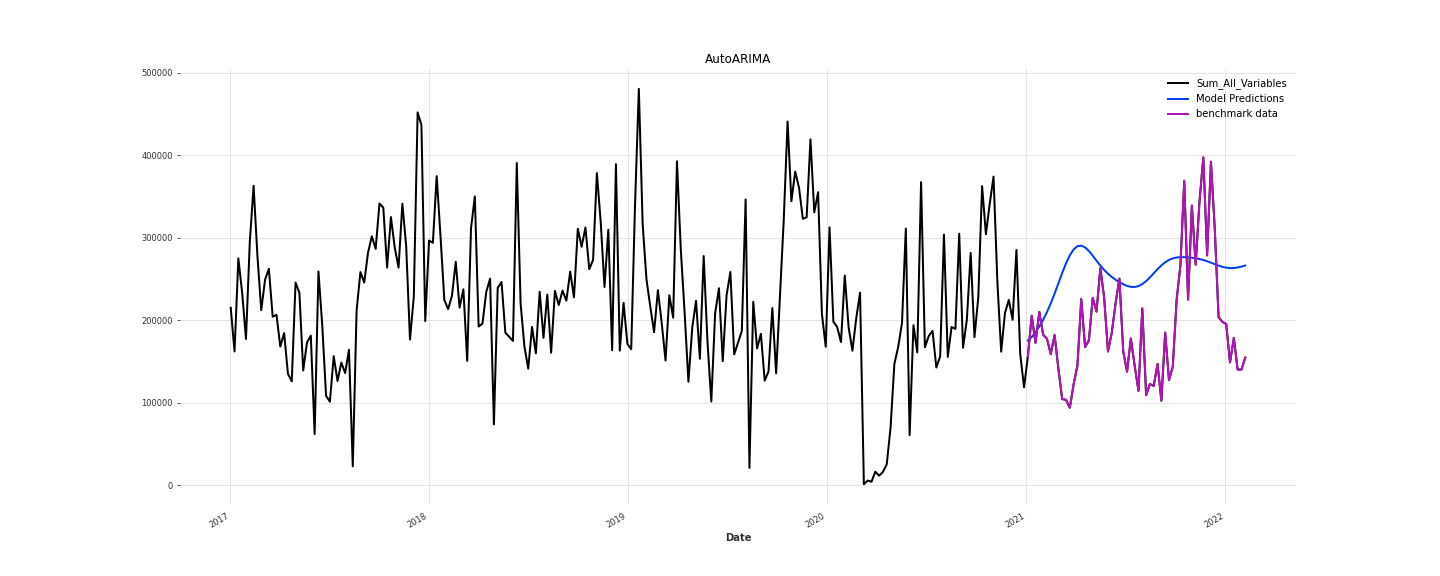 AutoARIMA
500000
400000
300000
200000
100000
0
Sum_All_Variables
Model Predictions
benchmark data
2017
2018
2019
2020
2021
2022
Date